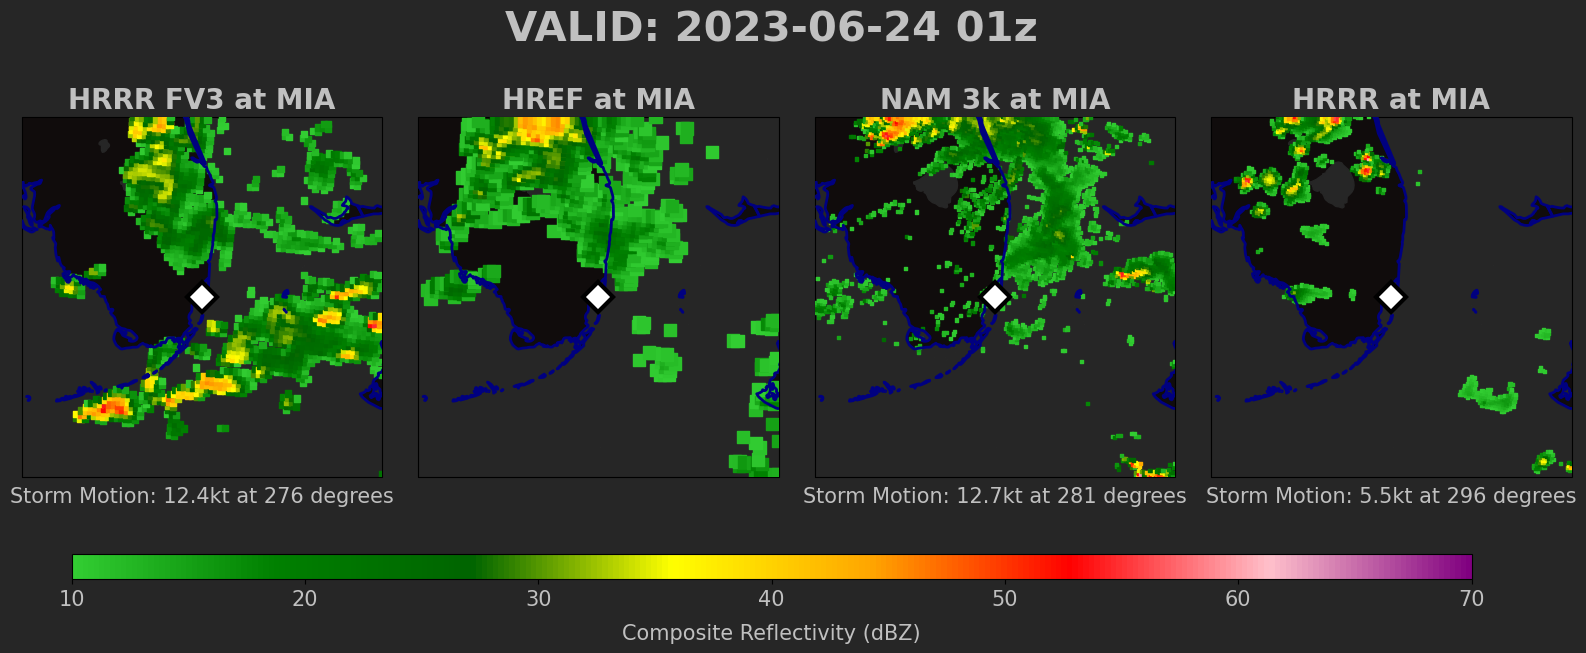 VALID: 2023-06-24 01z
HRRR FV3 at MIA
HREF at MIA
NAM 3k at MIA
HRRR at MIA
Storm Motion: 12.4kt at 276 degrees
Storm Motion: 12.7kt at 281 degrees
Storm Motion: 5.5kt at 296 degrees
10 20 30 40 50 60 70
Composite Reflectivity (dBZ)